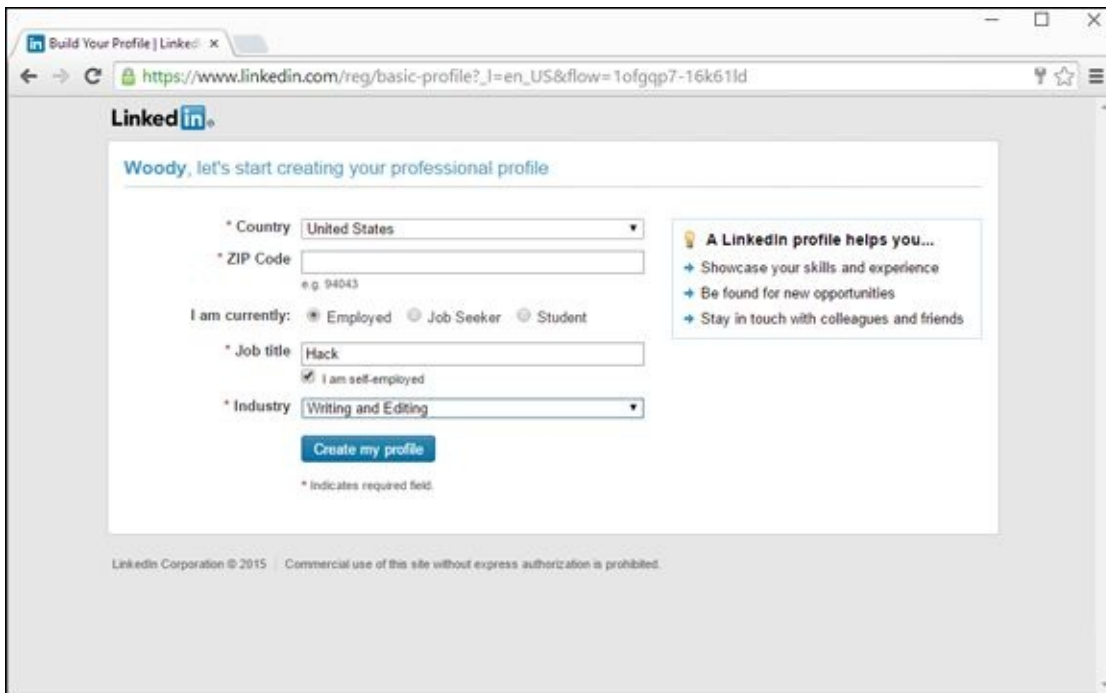 Build Your Profile | Linked
https://www.linkedin.com/reg/basic-profile?_l=en_US&flow=1ofgqp7-16k61ld
Linked in
Woody, let's start creating your professional profile
* Country United States
* ZIP Code
e.g. 94043
I am currently: Employed Job Seeker Student
* Job title Hack
I am self-employed
* Industry Writing and Editing
Create my profile
* Indicates required field.
A LinkedIn profile helps you...
Showcase your skills and experience
Be found for new opportunities
Stay in touch with colleagues and friends
LinkedIn Corporation © 2015 | Commercial use of this site without express authorization is prohibited.